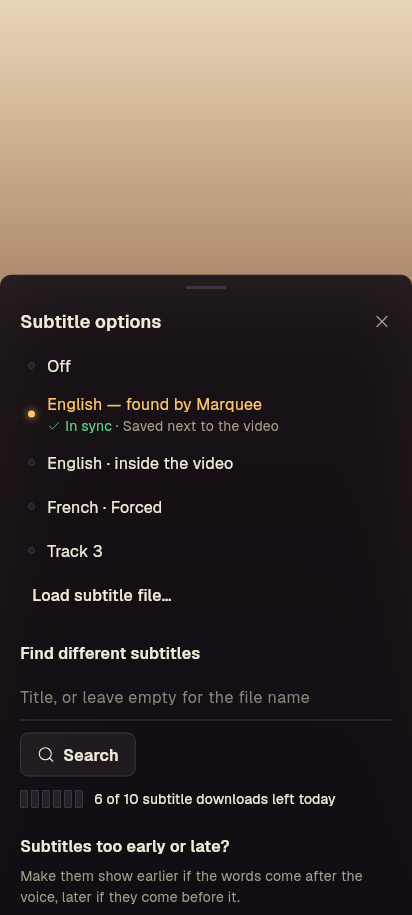 Subtitle options
Off
English — found by Marquee
✓ In sync · Saved next to the video
English · inside the video
French · Forced
Track 3
Load subtitle file…
Find different subtitles
Title, or leave empty for the file name
Search
6 of 10 subtitle downloads left today
Subtitles too early or late?
Make them show earlier if the words come after the
voice, later if they come before it.